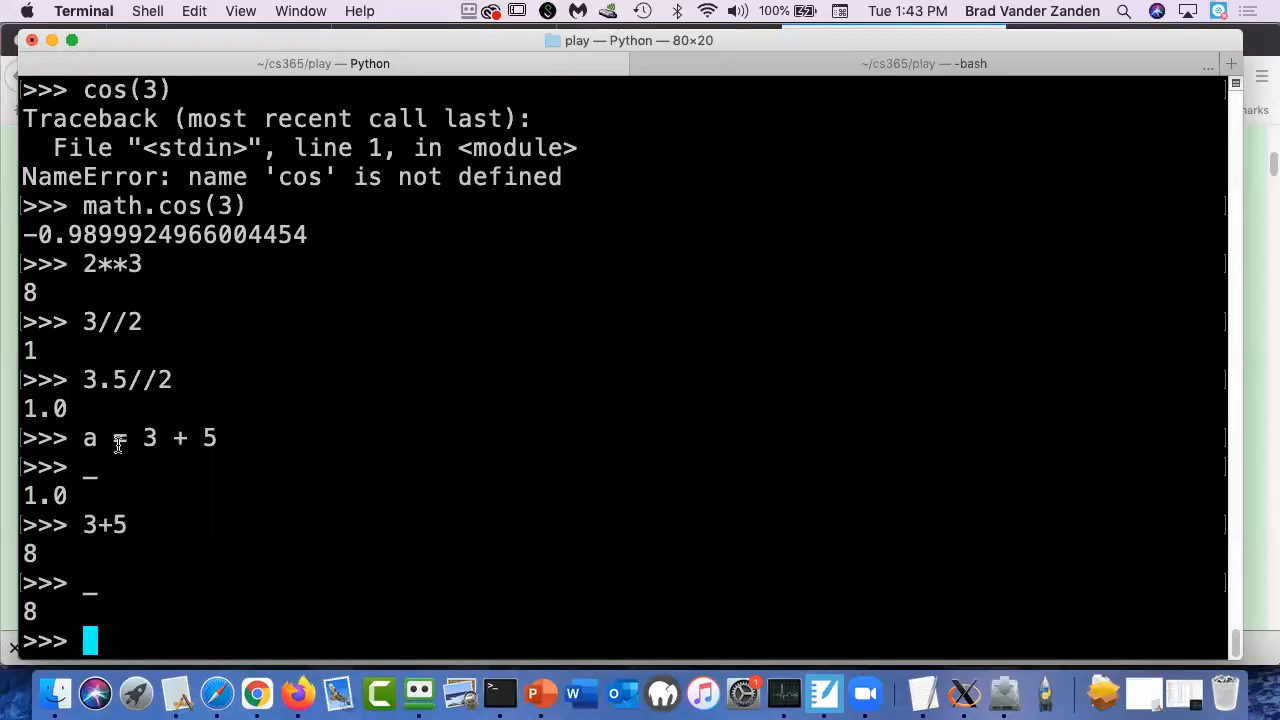 Terminal Shell Edit View Window Help 100% Tue 1:43 PM Brad Vander Zanden
play — Python — 80×20
~/cs365/play — Python ~/cs365/play — -bash
>>> cos(3)
Traceback (most recent call last):
  File "<stdin>", line 1, in <module>
NameError: name 'cos' is not defined
>>> math.cos(3)
-0.9899924966004454
>>> 2**3
8
>>> 3//2
1
>>> 3.5//2
1.0
>>> a = 3 + 5
>>> _
1.0
>>> 3+5
8
>>> _
8
>>>